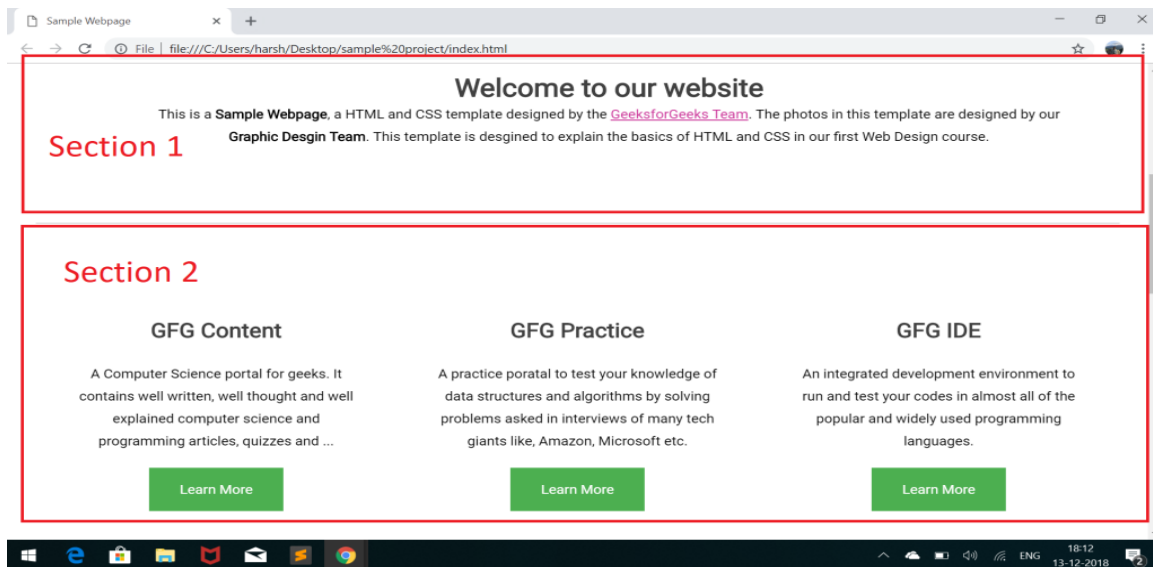 Sample Webpage
File | file:///C:/Users/harsh/Desktop/sample%20project/index.html
Welcome to our website
This is a Sample Webpage, a HTML and CSS template designed by the GeeksforGeeks Team. The photos in this template are designed by our
Graphic Desgin Team. This template is desgined to explain the basics of HTML and CSS in our first Web Design course.
Section 1
Section 2
GFG Content
A Computer Science portal for geeks. It
contains well written, well thought and well
explained computer science and
programming articles, quizzes and ...
Learn More
GFG Practice
A practice poratal to test your knowledge of
data structures and algorithms by solving
problems asked in interviews of many tech
giants like, Amazon, Microsoft etc.
Learn More
GFG IDE
An integrated development environment to
run and test your codes in almost all of the
popular and widely used programming
languages.
Learn More
ENG
18:12
13-12-2018
2